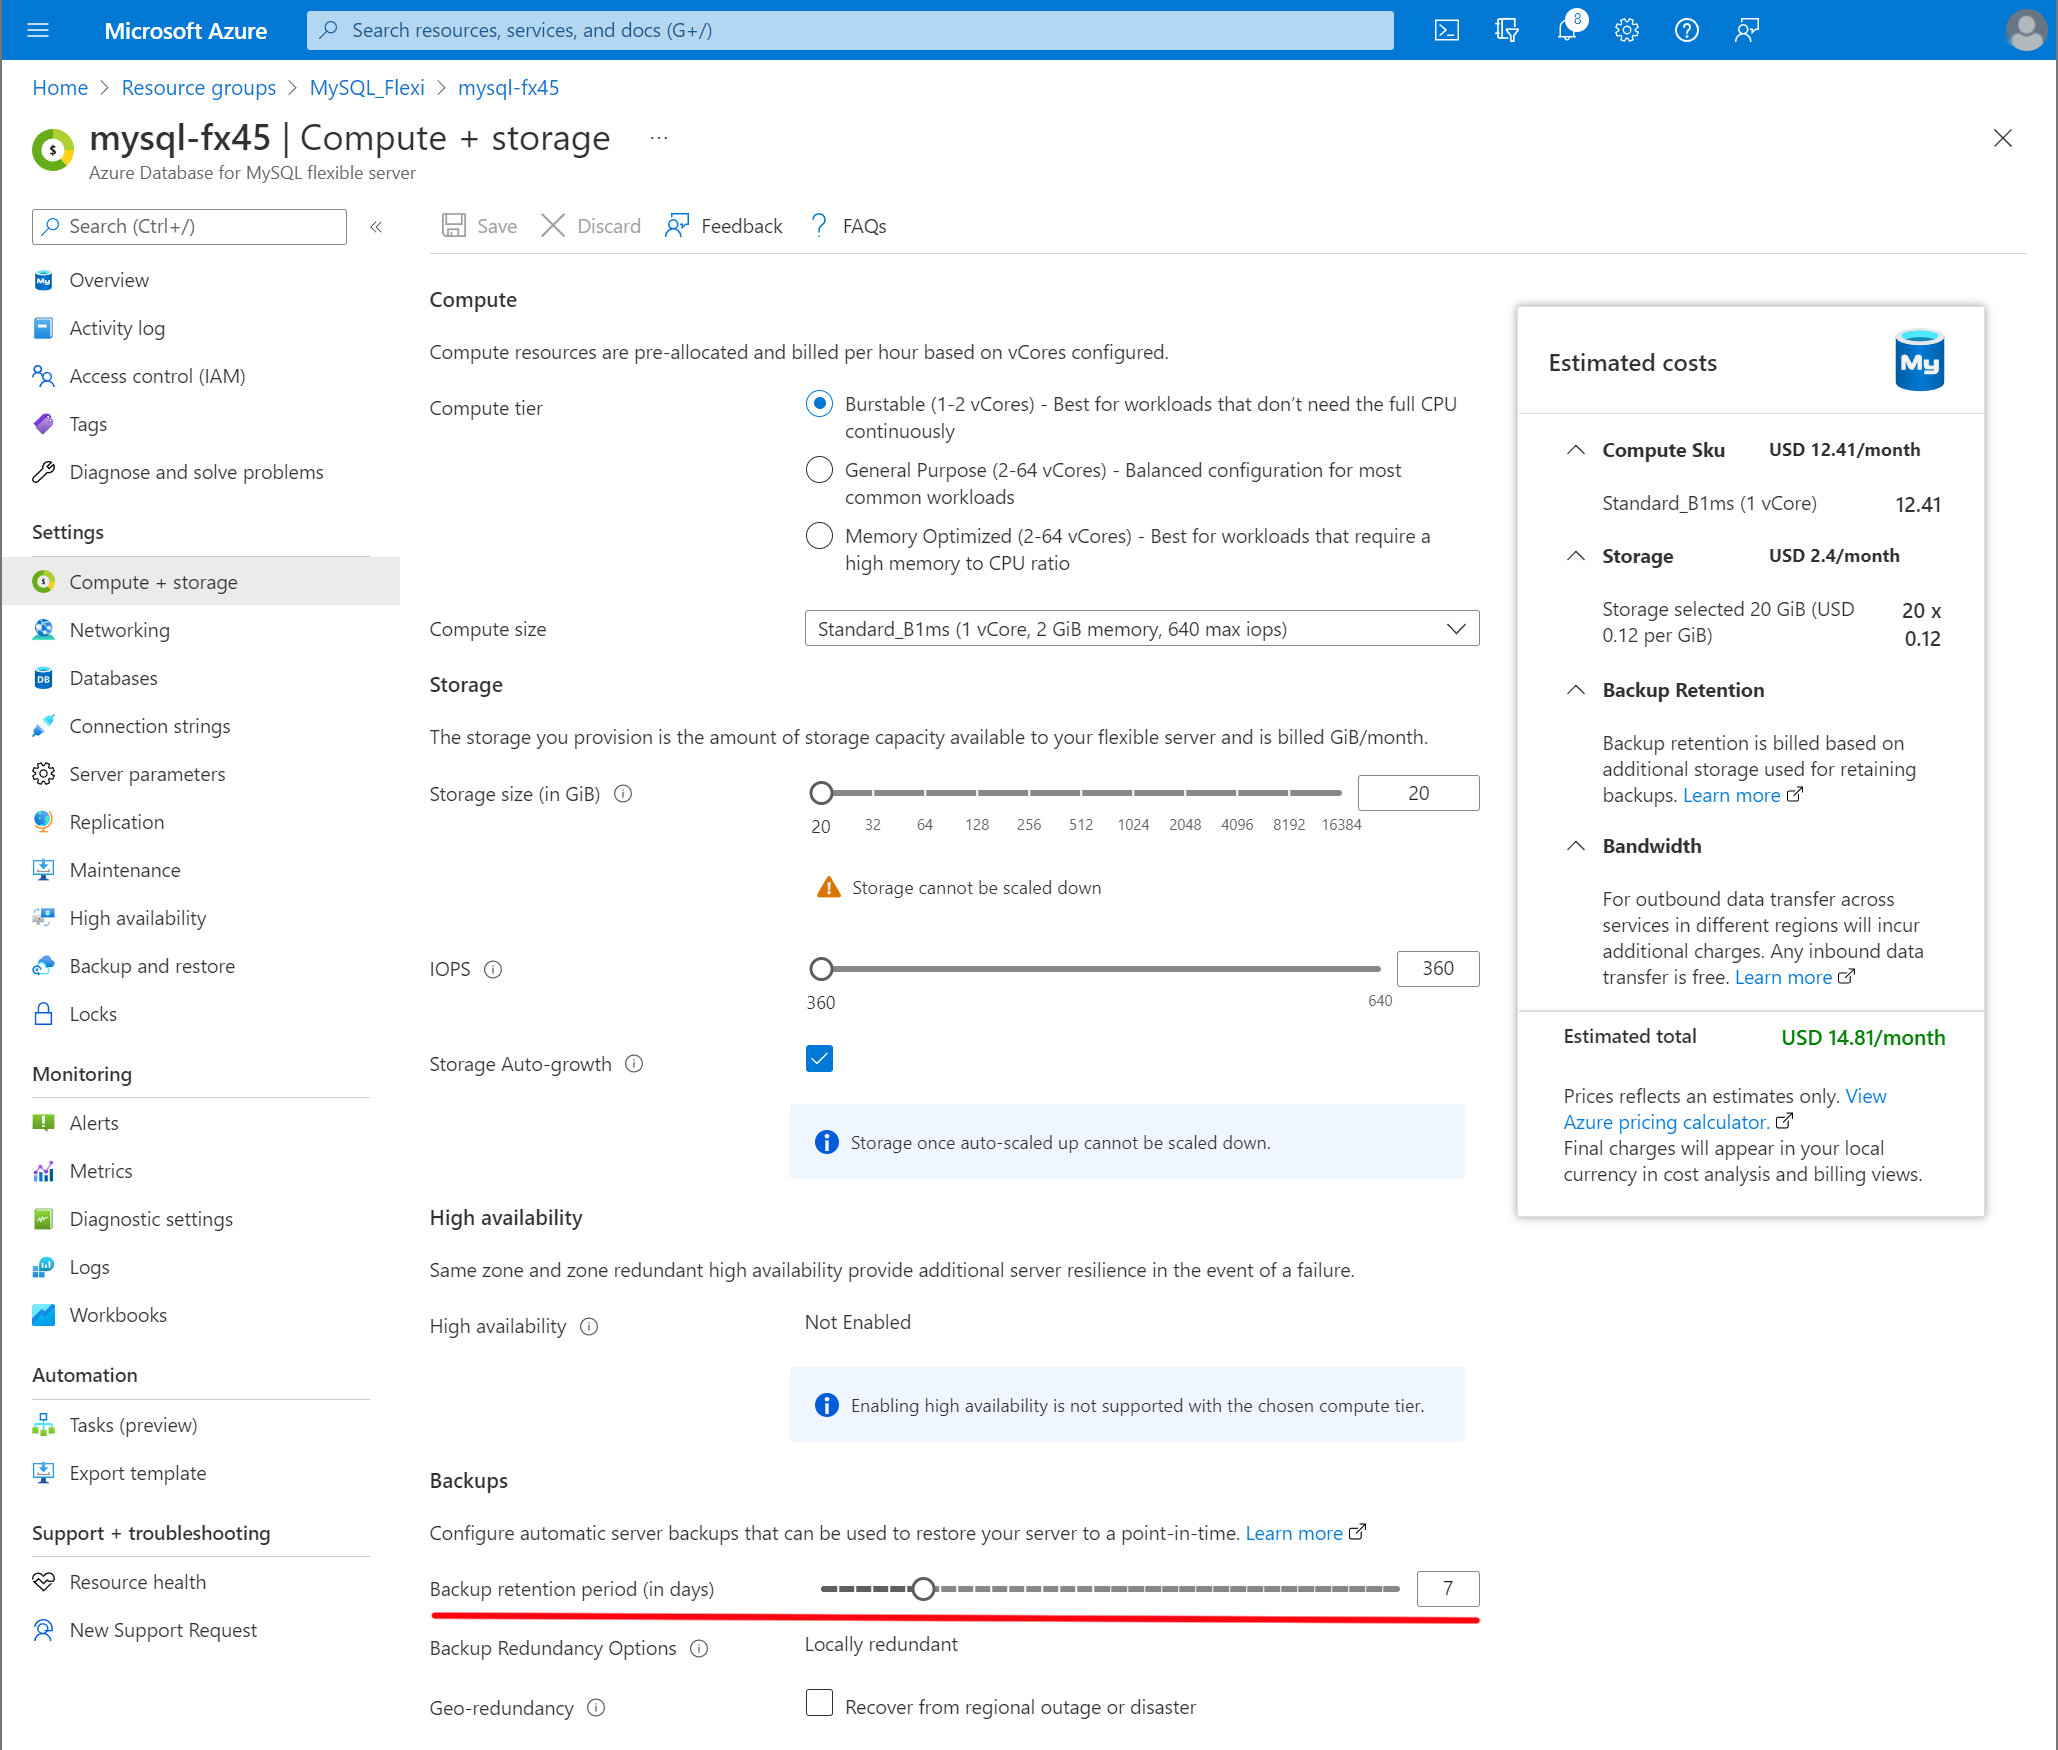 Microsoft Azure
Search resources, services, and docs (G+/)
8
Home > Resource groups > MySQL_Flexi > mysql-fx45
$
mysql-fx45 | Compute + storage ...
Azure Database for MySQL flexible server
Search (Ctrl+/)
«
Overview
Activity log
Access control (IAM)
Tags
Diagnose and solve problems
Settings
Compute + storage
Networking
Databases
Connection strings
Server parameters
Replication
Maintenance
High availability
Backup and restore
Locks
Monitoring
Alerts
Metrics
Diagnostic settings
Logs
Workbooks
Automation
Tasks (preview)
Export template
Support + troubleshooting
Resource health
New Support Request
Save
Discard
Feedback
? FAQs
Compute
Compute resources are pre-allocated and billed per hour based on vCores configured.
Compute tier
Burstable (1-2 vCores) - Best for workloads that don’t need the full CPU
continuously
General Purpose (2-64 vCores) - Balanced configuration for most
common workloads
Memory Optimized (2-64 vCores) - Best for workloads that require a
high memory to CPU ratio
Compute size
Standard_B1ms (1 vCore, 2 GiB memory, 640 max iops)
Storage
The storage you provision is the amount of storage capacity available to your flexible server and is billed GiB/month.
Storage size (in GiB)
20
20 32 64 128 256 512 1024 2048 4096 8192 16384
Storage cannot be scaled down
IOPS
360
360 640
Storage Auto-growth
Storage once auto-scaled up cannot be scaled down.
High availability
Same zone and zone redundant high availability provide additional server resilience in the event of a failure.
High availability
Not Enabled
Enabling high availability is not supported with the chosen compute tier.
Backups
Configure automatic server backups that can be used to restore your server to a point-in-time. Learn more
Backup retention period (in days)
7
Backup Redundancy Options
Locally redundant
Geo-redundancy
Recover from regional outage or disaster
Estimated costs
My
Compute Sku USD 12.41/month
Standard_B1ms (1 vCore) 12.41
Storage USD 2.4/month
Storage selected 20 GiB (USD 20 x
0.12 per GiB) 0.12
Backup Retention
Backup retention is billed based on
additional storage used for retaining
backups. Learn more
Bandwidth
For outbound data transfer across
services in different regions will incur
additional charges. Any inbound data
transfer is free. Learn more
Estimated total USD 14.81/month
Prices reflect​s an estimates only. View
Azure pricing calculator.
Final charges will appear in your local
currency in cost analysis and billing views.